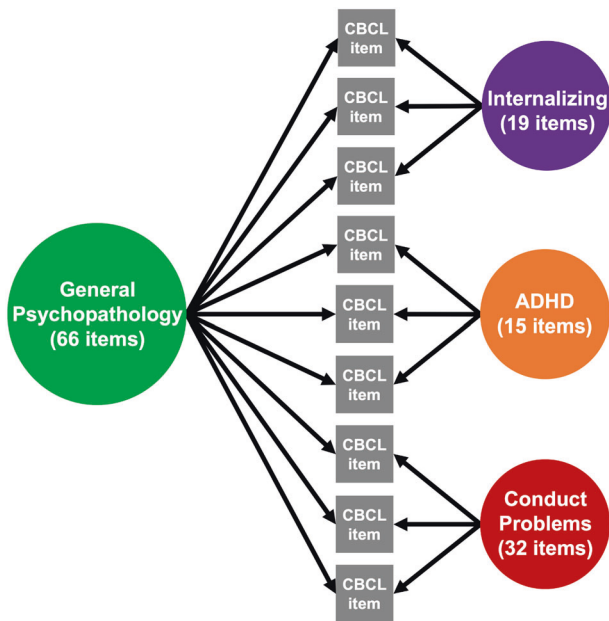 General
Psychopathology
(66 items)
CBCL
item
CBCL
item
CBCL
item
CBCL
item
CBCL
item
CBCL
item
CBCL
item
CBCL
item
CBCL
item
Internalizing
(19 items)
ADHD
(15 items)
Conduct
Problems
(32 items)